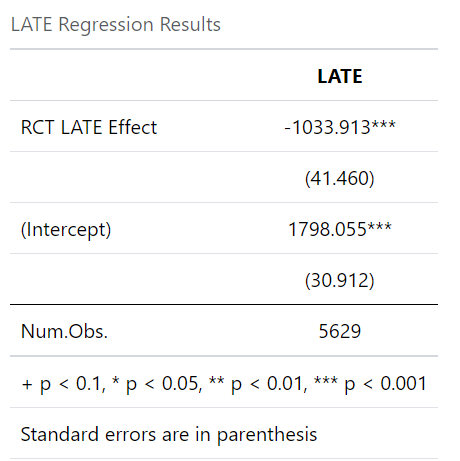 LATE Regression Results
LATE
RCT LATE Effect -1033.913***
(41.460)
(Intercept) 1798.055***
(30.912)
Num.Obs. 5629
+ p < 0.1, * p < 0.05, ** p < 0.01, *** p < 0.001
Standard errors are in parenthesis